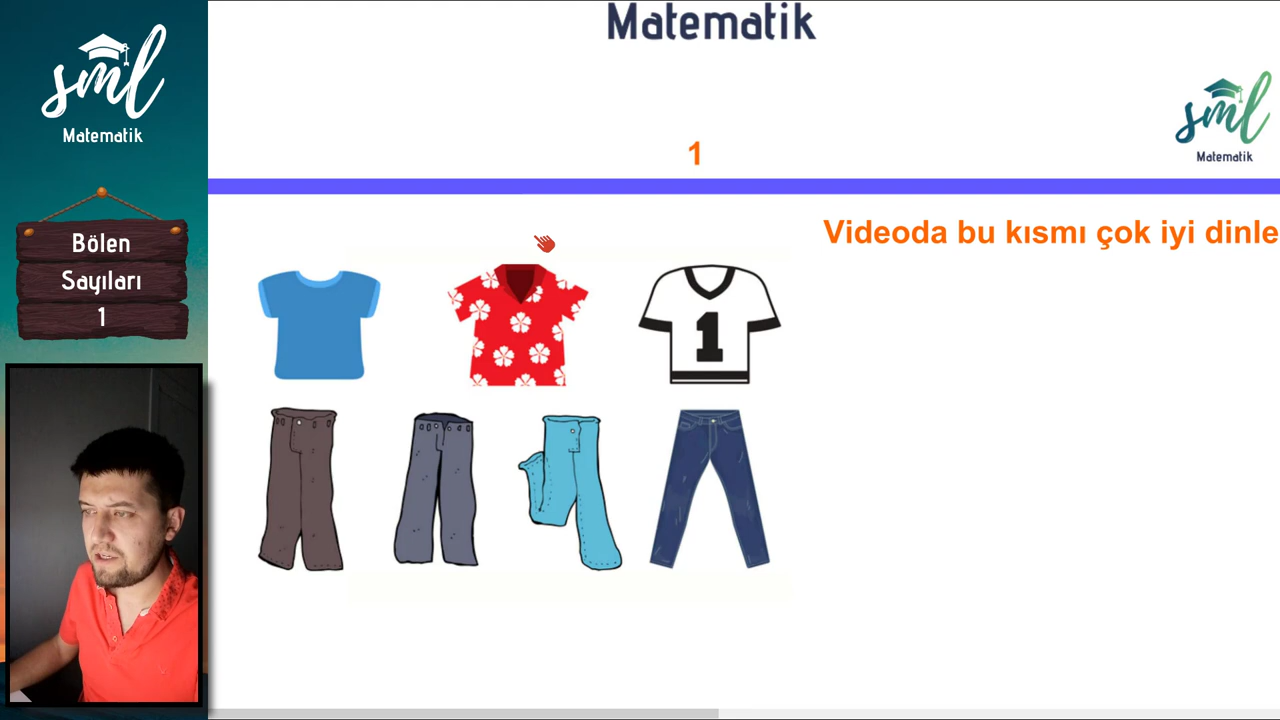 sml
Matematik
Bölen
Sayıları
1
Matematik
sml
Matematik
1
Videoda bu kısmı çok iyi dinle
1